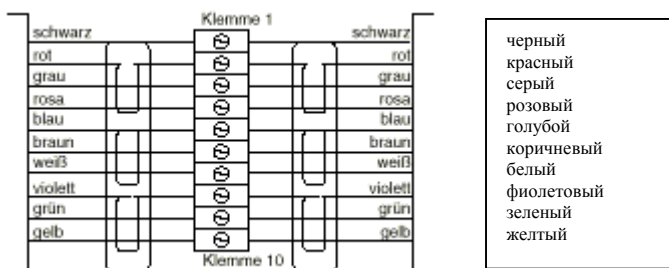 Klemme 1
schwarz schwarz
rot rot
grau grau
rosa rosa
blau blau
braun braun
weiß weiß
violett violett
grün grün
gelb gelb
Klemme 10
черный
красный
серый
розовый
голубой
коричневый
белый
фиолетовый
зеленый
желтый